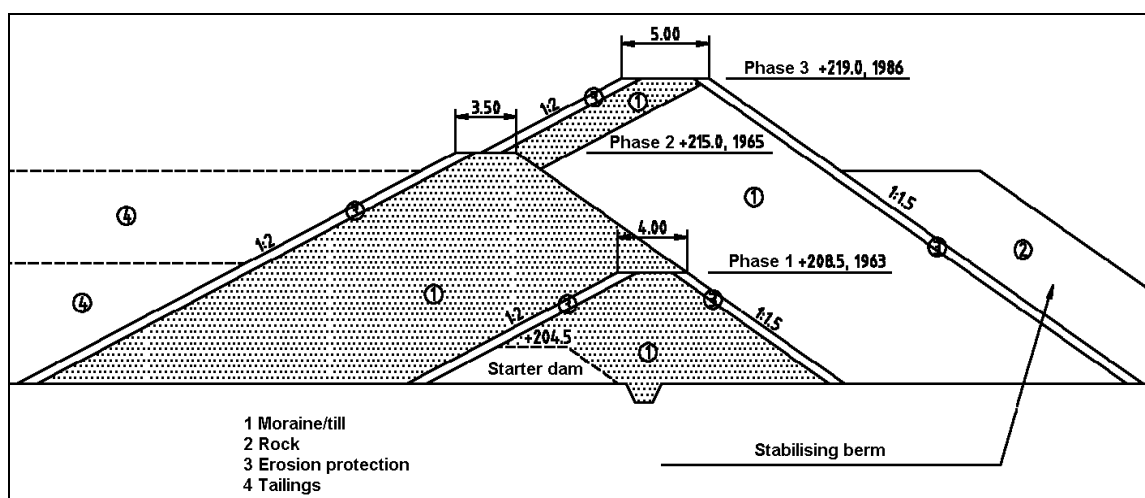 5.00
Phase 3 +219.0, 1986
3
1
1:2
3.50
Phase 2 +215.0, 1965
1
1:1.5
4
3
4.00
2
3
1:2
Phase 1 +208.5, 1963
4
1
3
3
1:2
1:1.5
+204.5
1
Starter dam
1 Moraine/till
2 Rock
3 Erosion protection
4 Tailings
Stabilising berm